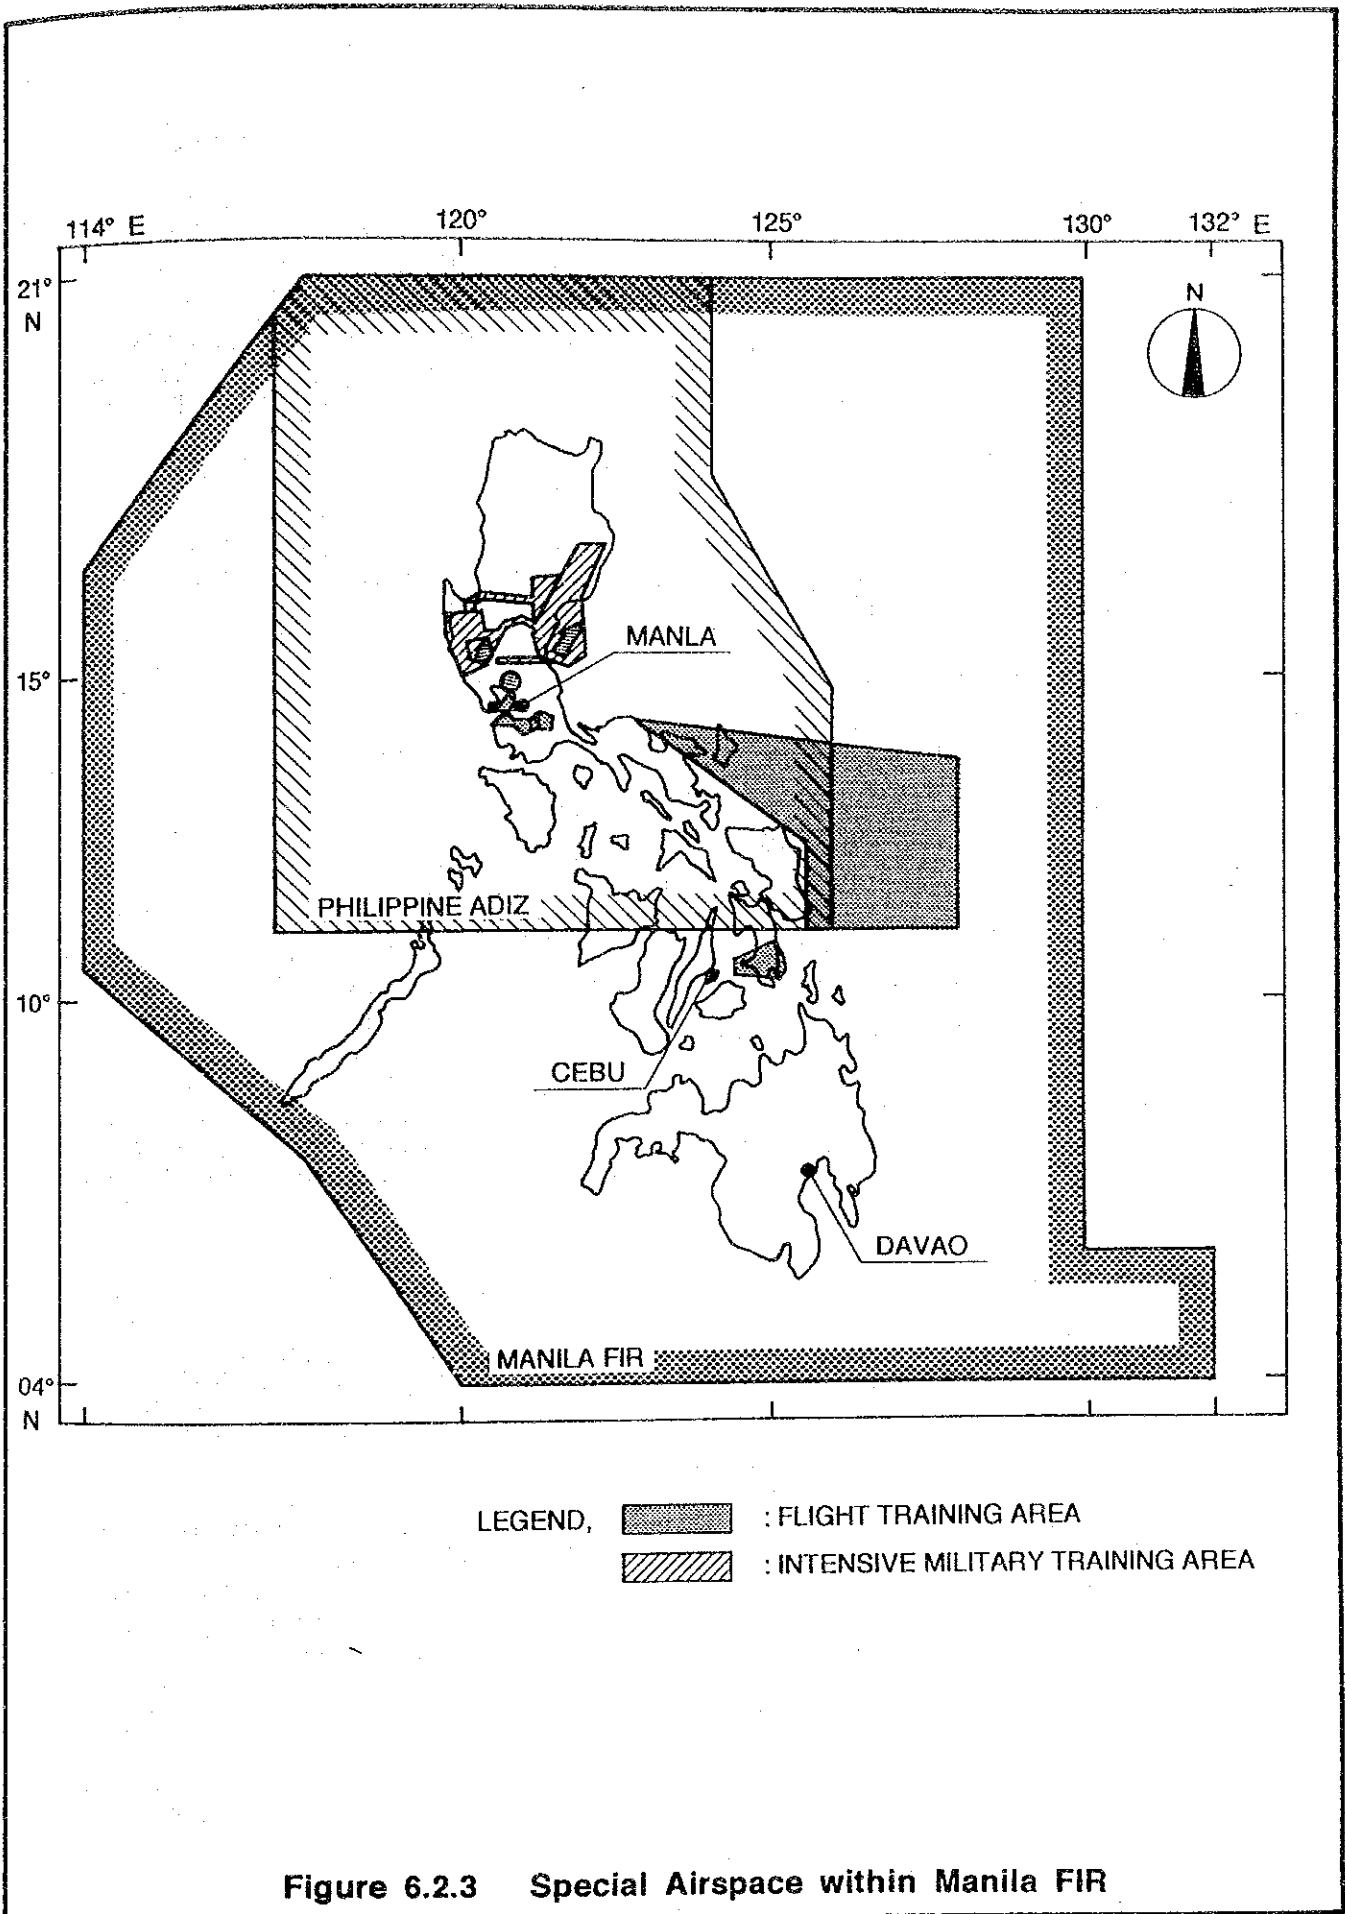 114° E 120° 125° 130° 132° E
21°
N
N
MANLA
15°
PHILIPPINE ADIZ
10°
CEBU
DAVAO
MANILA FIR
04°
N
LEGEND, : FLIGHT TRAINING AREA
: INTENSIVE MILITARY TRAINING AREA
Figure 6.2.3 Special Airspace within Manila FIR